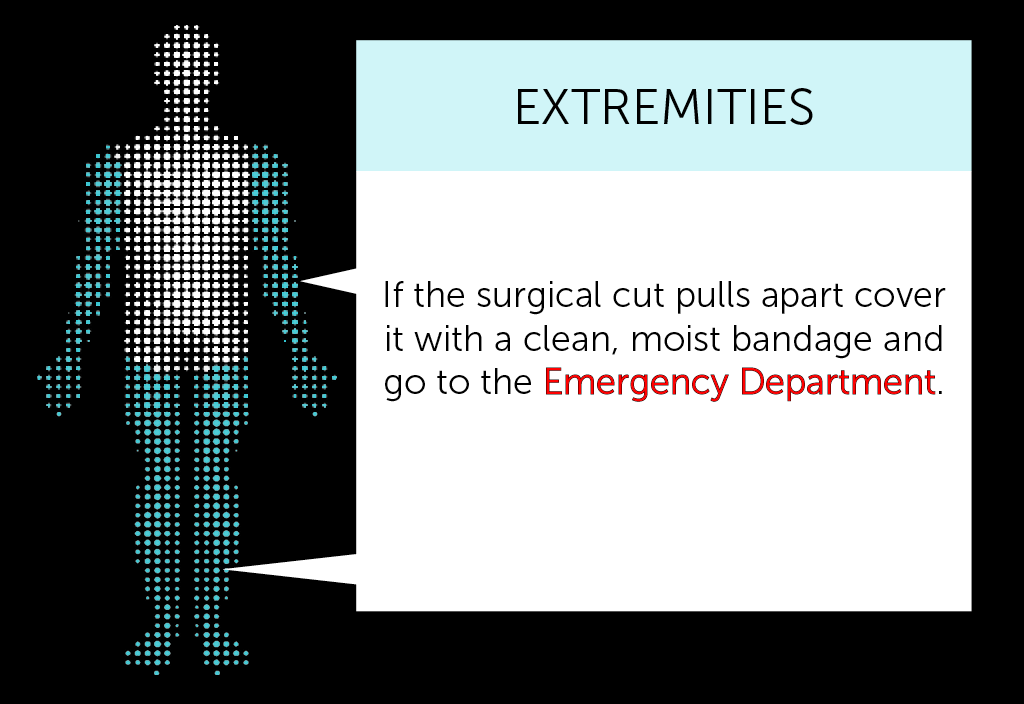 EXTREMITIES
If the surgical cut pulls apart cover
it with a clean, moist bandage and
go to the Emergency Department.